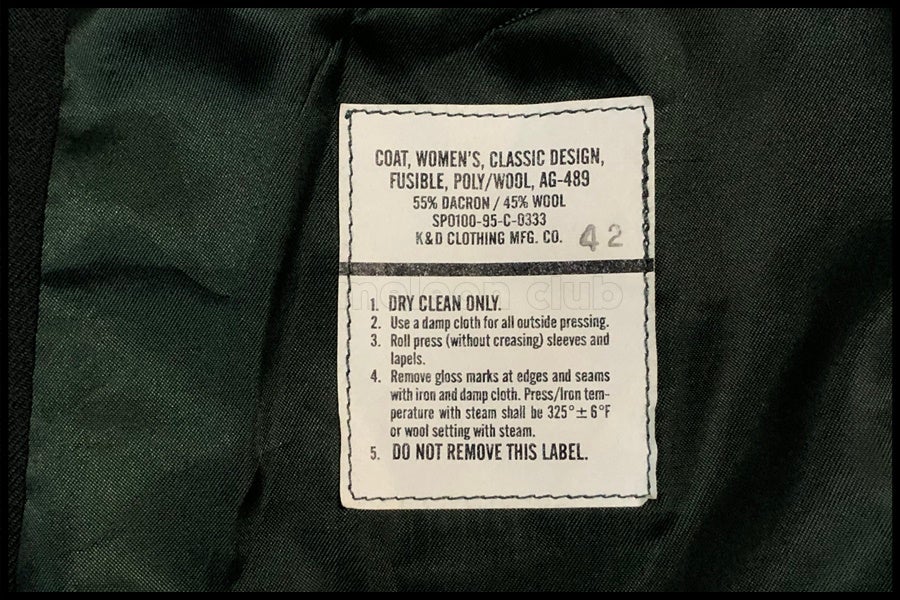 COAT, WOMEN'S, CLASSIC DESIGN,
FUSIBLE, POLY/WOOL, AG-489
55% DACRON / 45% WOOL
SPO100-95-C-0333
K&D CLOTHING MFG. CO. 42
club
1. DRY CLEAN ONLY.
2. Use a damp cloth for all outside pressing.
3. Roll press (without creasing) sleeves and
lapels.
4. Remove gloss marks at edges and seams
with iron and damp cloth. Press/Iron tem-
perature with steam shall be 325°± 6°F
or wool setting with steam.
5. DO NOT REMOVE THIS LABEL.